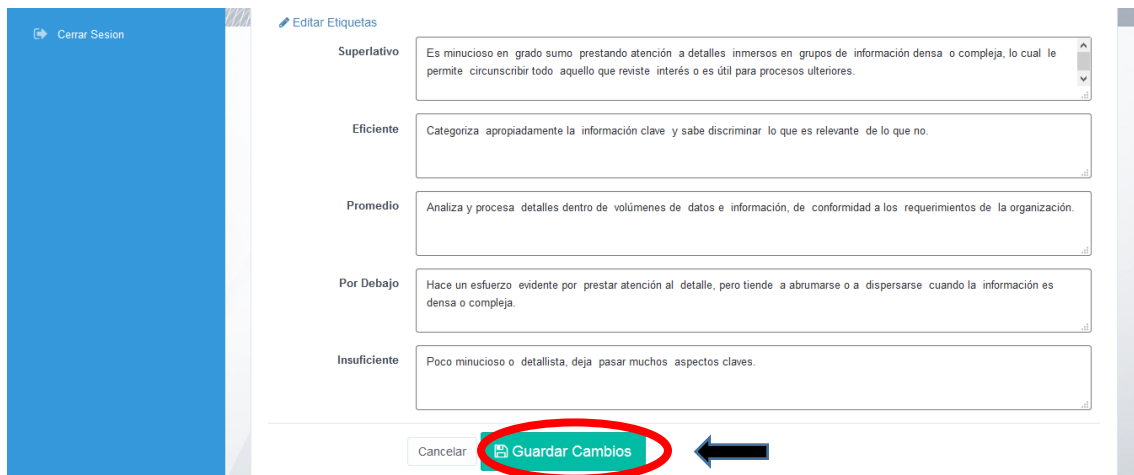 Cerrar Sesion
Editar Etiquetas
Superlativo
Es minucioso en grado sumo prestando atención a detalles inmersos en grupos de información densa o compleja, lo cual le
permite circunscribir todo aquello que reviste interés o es útil para procesos ulteriores.
Eficiente
Categoriza apropiadamente la información clave y sabe discriminar lo que es relevante de lo que no.
Promedio
Analiza y procesa detalles dentro de volúmenes de datos e información, de conformidad a los requerimientos de la organización.
Por Debajo
Hace un esfuerzo evidente por prestar atención al detalle, pero tiende a abrumarse o a dispersarse cuando la información es
densa o compleja.
Insuficiente
Poco minucioso o detallista, deja pasar muchos aspectos claves.
Cancelar
Guardar Cambios